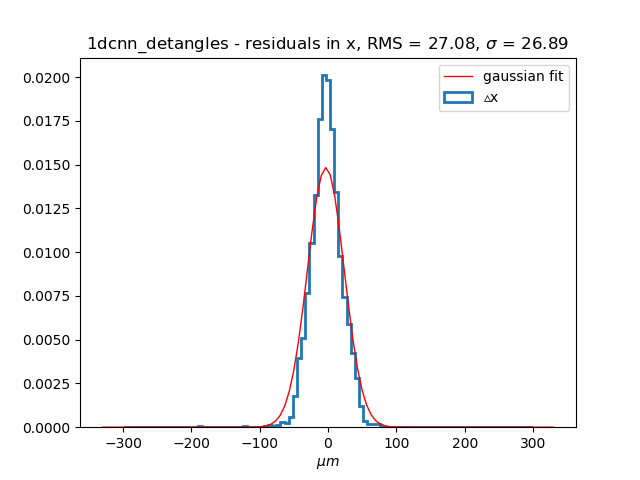 1dcnn_detangles - residuals in x, RMS = 27.08, σ = 26.89
gaussian fit
△x
0.0200
0.0175
0.0150
0.0125
0.0100
0.0075
0.0050
0.0025
0.0000
−300 −200 −100 0 100 200 300
μm